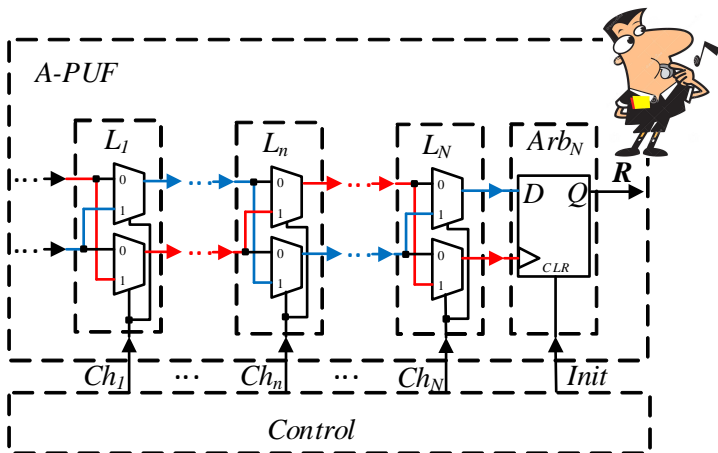 A-PUF
L1 Ln LN ArbN
0 0 0
1 1 1
D Q R
0 0 0
1 1 1
CLR
Ch1 ... Chn ... ChN Init
Control